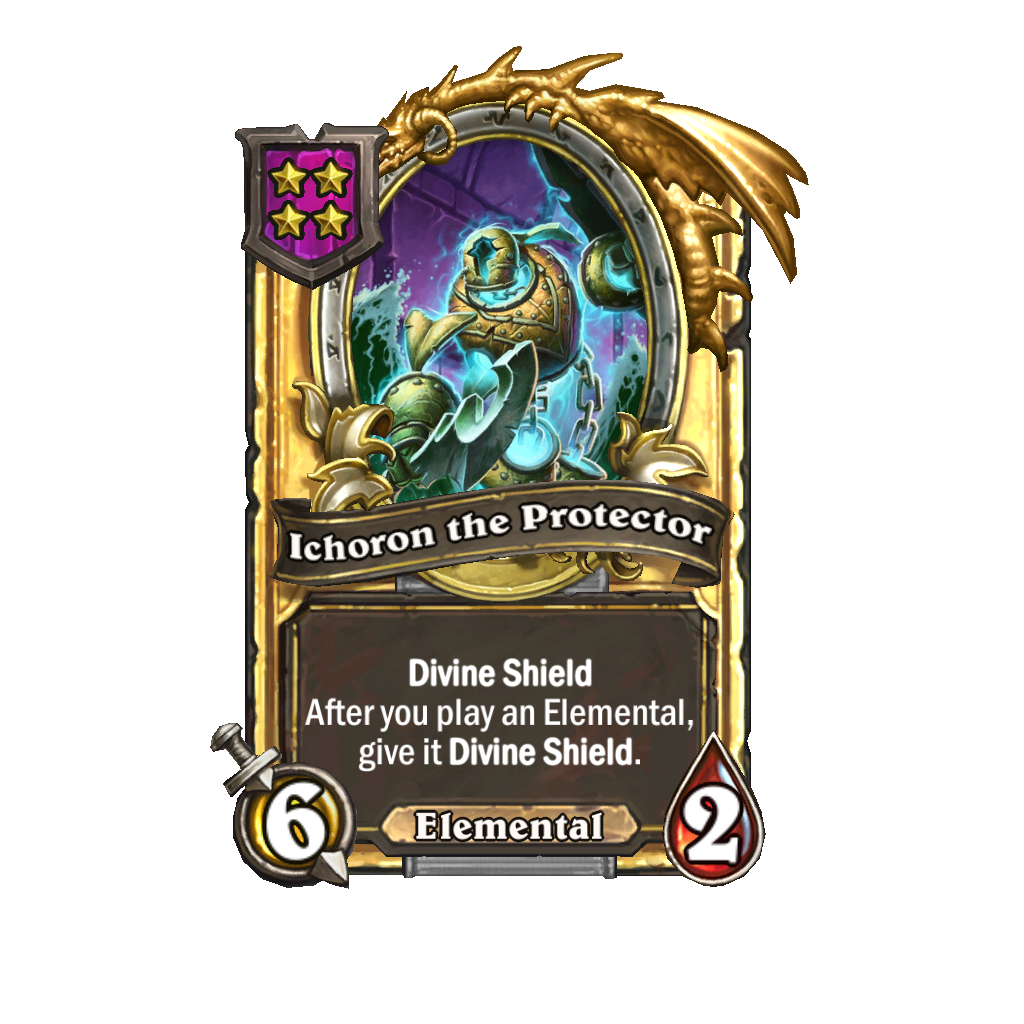 Ichoron the Protector
Divine Shield
After you play an Elemental,
give it Divine Shield.
6
Elemental
2